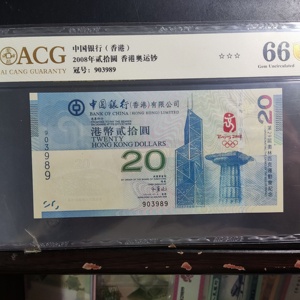 ACG
AI CANG GUARANTY
中国银行（香港）
2008年贰拾圆 香港奥运钞
冠号：903989
☆☆☆
66
Gem Uncirculated
中國銀行(香港)有限公司
BANK OF CHINA (HONG KONG) LIMITED
港幣貳拾圓
TWENTY
HONG KONG DOLLARS
20
20
Beijing 2008
903989
903989